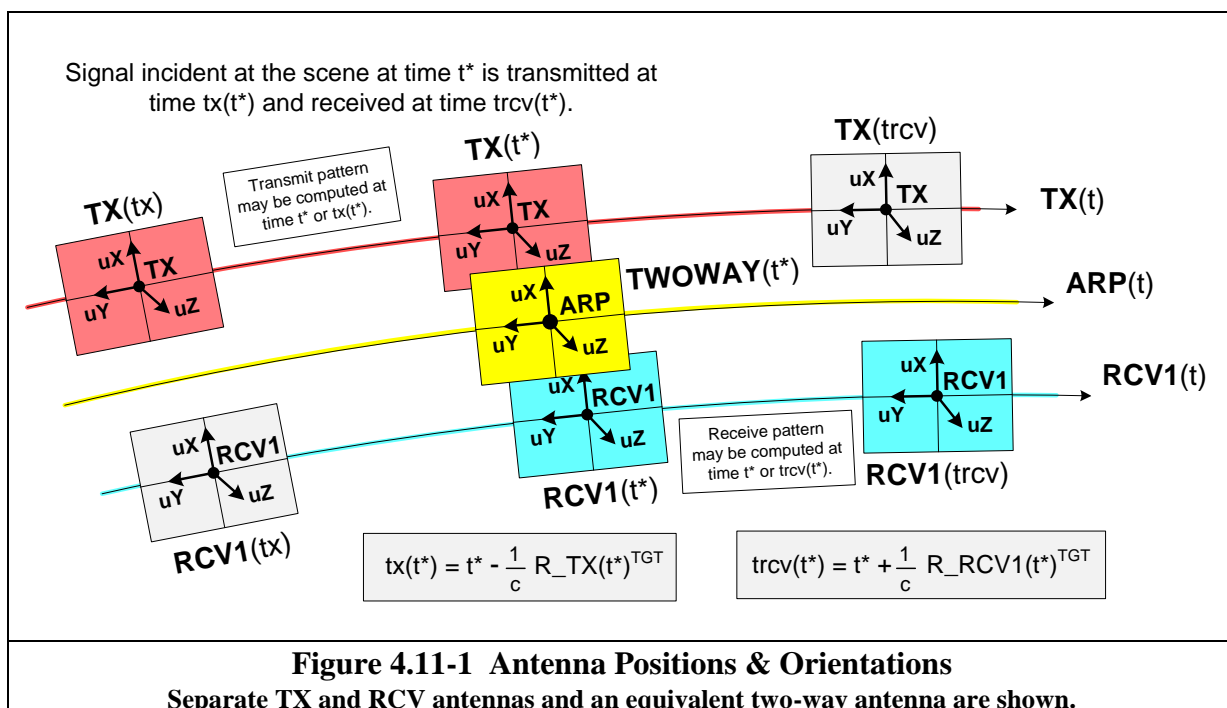 Signal incident at the scene at time t* is transmitted at
time tx(t*) and received at time trcv(t*).
TX(tx)
uX
TX
uY
uZ
Transmit pattern
may be computed at
time t* or tx(t*).
TX(t*)
uX
TX
uY
uZ
TX(trcv)
uX
TX
uY
uZ
TX(t)
TWOWAY(t*)
uX
ARP
uY
uZ
ARP(t)
uX
RCV1
uY
uZ
RCV1(tx)
uX
RCV1
uY
uZ
RCV1(t*)
Receive pattern
may be computed at
time t* or trcv(t*).
uX
RCV1
uY
uZ
RCV1(trcv)
RCV1(t)
tx(t*) = t* - 1/c R_TX(t*)^TGT
trcv(t*) = t* + 1/c R_RCV1(t*)^TGT
Figure 4.11-1 Antenna Positions & Orientations
Separate TX and RCV antennas and an equivalent two-way antenna are shown.